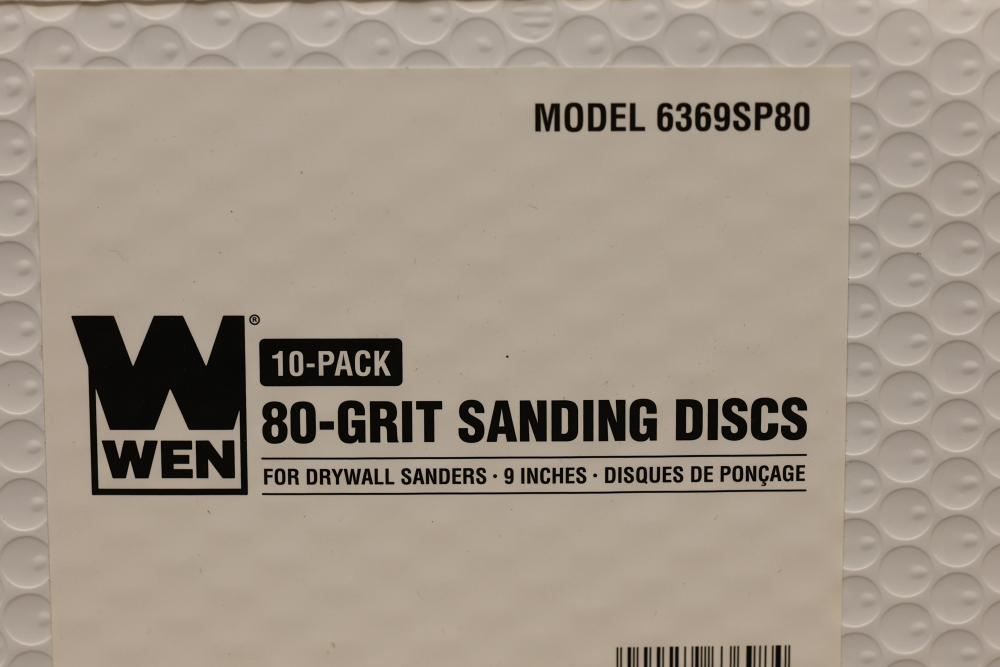 MODEL 6369SP80
®
10-PACK
80-GRIT SANDING DISCS
WEN
FOR DRYWALL SANDERS · 9 INCHES · DISQUES DE PONÇAGE